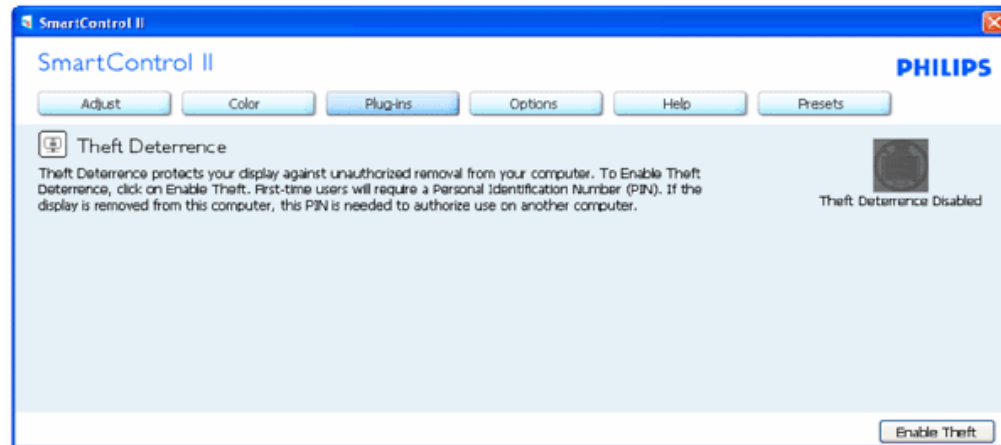 SmartControl II
SmartControl II
PHILIPS
Adjust
Color
Plug-ins
Options
Help
Presets
Theft Deterrence
Theft Deterrence protects your display against unauthorized removal from your computer. To Enable Theft
Deterrence, click on Enable Theft. First-time users will require a Personal Identification Number (PIN). If the
display is removed from this computer, this PIN is needed to authorize use on another computer.
Theft Deterrence Disabled
Enable Theft